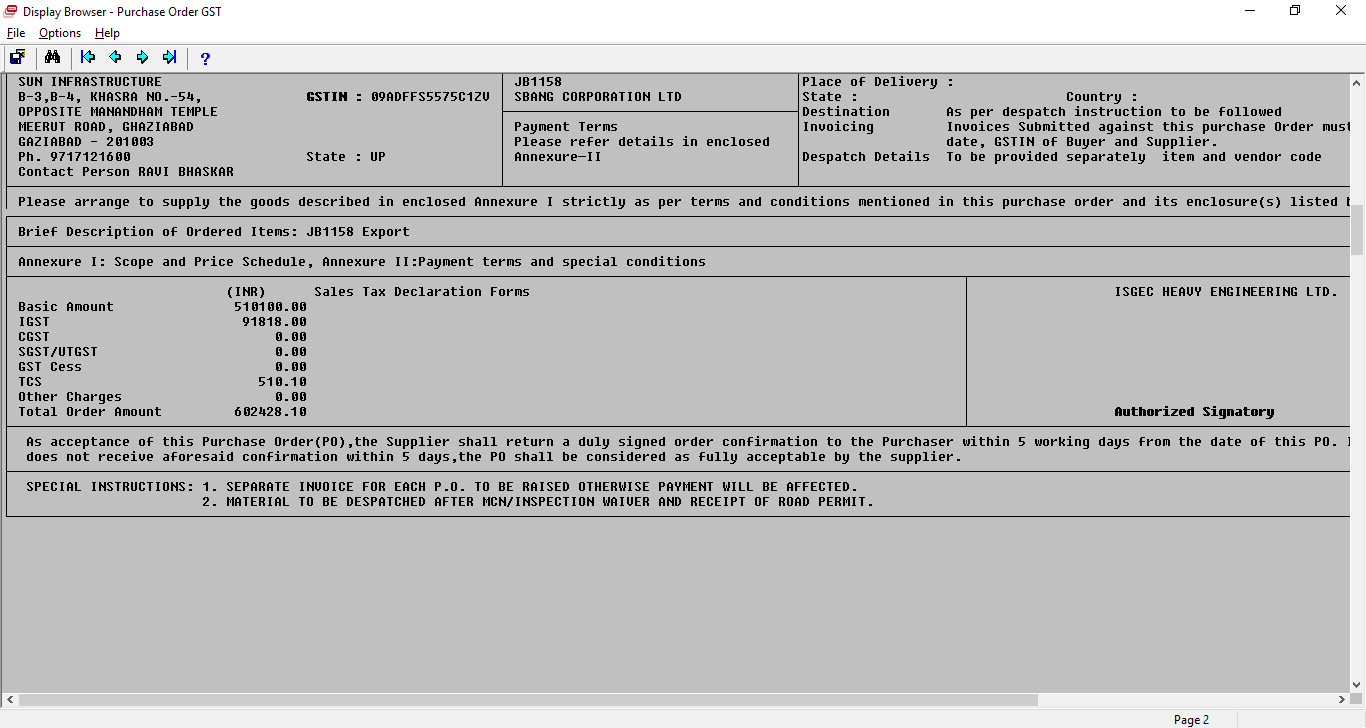 Display Browser - Purchase Order GST
File Options Help
SUN INFRASTRUCTURE
B-3,B-4, KHASRA NO.-54, GSTIN : 09ADFFS5575C1ZV
OPPOSITE MANANDHAM TEMPLE
MEERUT ROAD, GHAZIABAD
GAZIABAD - 201003
Ph. 9717121600 State : UP
Contact Person RAVI BHASKAR
JB1158
SBANG CORPORATION LTD
Payment Terms
Please refer details in enclosed
Annexure-II
Place of Delivery :
State : Country :
Destination As per despatch instruction to be followed
Invoicing Invoices Submitted against this purchase Order must
date, GSTIN of Buyer and Supplier.
Despatch Details To be provided separately item and vendor code
Please arrange to supply the goods described in enclosed Annexure I strictly as per terms and conditions mentioned in this purchase order and its enclosure(s) listed
Brief Description of Ordered Items: JB1158 Export
Annexure I: Scope and Price Schedule, Annexure II:Payment terms and special conditions
(INR) Sales Tax Declaration Forms
Basic Amount 510100.00
IGST 91818.00
CGST 0.00
SGST/UTGST 0.00
GST Cess 0.00
TCS 510.10
Other Charges 0.00
Total Order Amount 602428.10
ISGEC HEAVY ENGINEERING LTD.
Authorized Signatory
As acceptance of this Purchase Order(PO),the Supplier shall return a duly signed order confirmation to the Purchaser within 5 working days from the date of this PO.
does not receive aforesaid confirmation within 5 days,the PO shall be considered as fully acceptable by the supplier.
SPECIAL INSTRUCTIONS: 1. SEPARATE INVOICE FOR EACH P.O. TO BE RAISED OTHERWISE PAYMENT WILL BE AFFECTED.
2. MATERIAL TO BE DESPATCHED AFTER MCN/INSPECTION WAIVER AND RECEIPT OF ROAD PERMIT.
Page 2